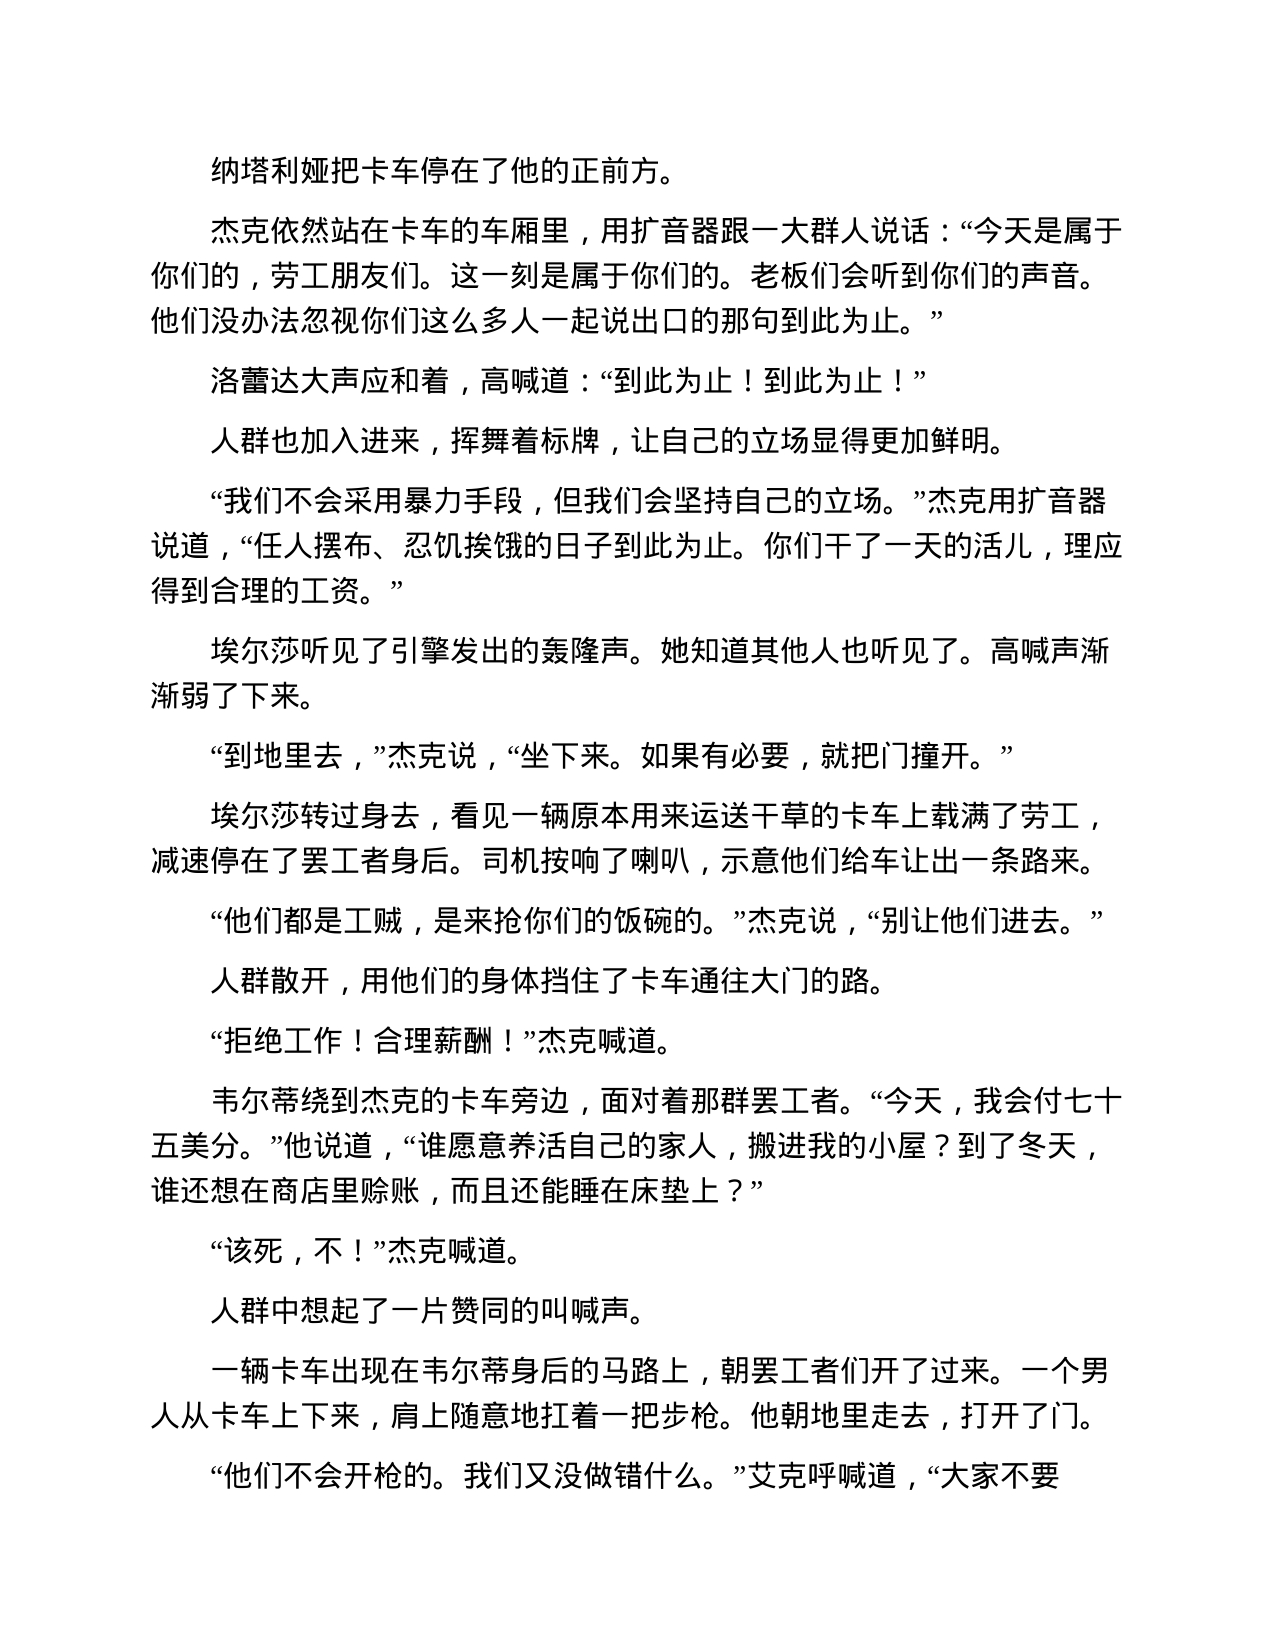 纳塔利娅把卡车停在了他的正前方。
杰克依然站在卡车的车厢里，用扩音器跟一大群人说话：“今天是属于
你们的，劳工朋友们。这一刻是属于你们的。老板们会听到你们的声音。
他们没办法忽视你们这么多人一起说出口的那句到此为止。”
洛蕾达大声应和着，高喊道：“到此为止！到此为止！”
人群也加入进来，挥舞着标牌，让自己的立场显得更加鲜明。
“我们不会采用暴力手段，但我们会坚持自己的立场。”杰克用扩音器
说道，“任人摆布、忍饥挨饿的日子到此为止。你们干了一天的活儿，理应
得到合理的工资。”
埃尔莎听见了引擎发出的轰隆声。她知道其他人也听见了。高喊声渐
渐弱了下来。
“到地里去，”杰克说，“坐下来。如果有必要，就把门撞开。”
埃尔莎转过身去，看见一辆原本用来运送干草的卡车上载满了劳工，
减速停在了罢工者身后。司机按响了喇叭，示意他们给车让出一条路来。
“他们都是工贼，是来抢你们的饭碗的。”杰克说，“别让他们进去。”
人群散开，用他们的身体挡住了卡车通往大门的路。
“拒绝工作！合理薪酬！”杰克喊道。
韦尔蒂绕到杰克的卡车旁边，面对着那群罢工者。“今天，我会付七十
五美分。”他说道，“谁愿意养活自己的家人，搬进我的小屋？到了冬天，
谁还想在商店里赊账，而且还能睡在床垫上？”
“该死，不！”杰克喊道。
人群中想起了一片赞同的叫喊声。
一辆卡车出现在韦尔蒂身后的马路上，朝罢工者们开了过来。一个男
人从卡车上下来，肩上随意地扛着一把步枪。他朝地里走去，打开了门。
“他们不会开枪的。我们又没做错什么。”艾克呼喊道，“大家不要